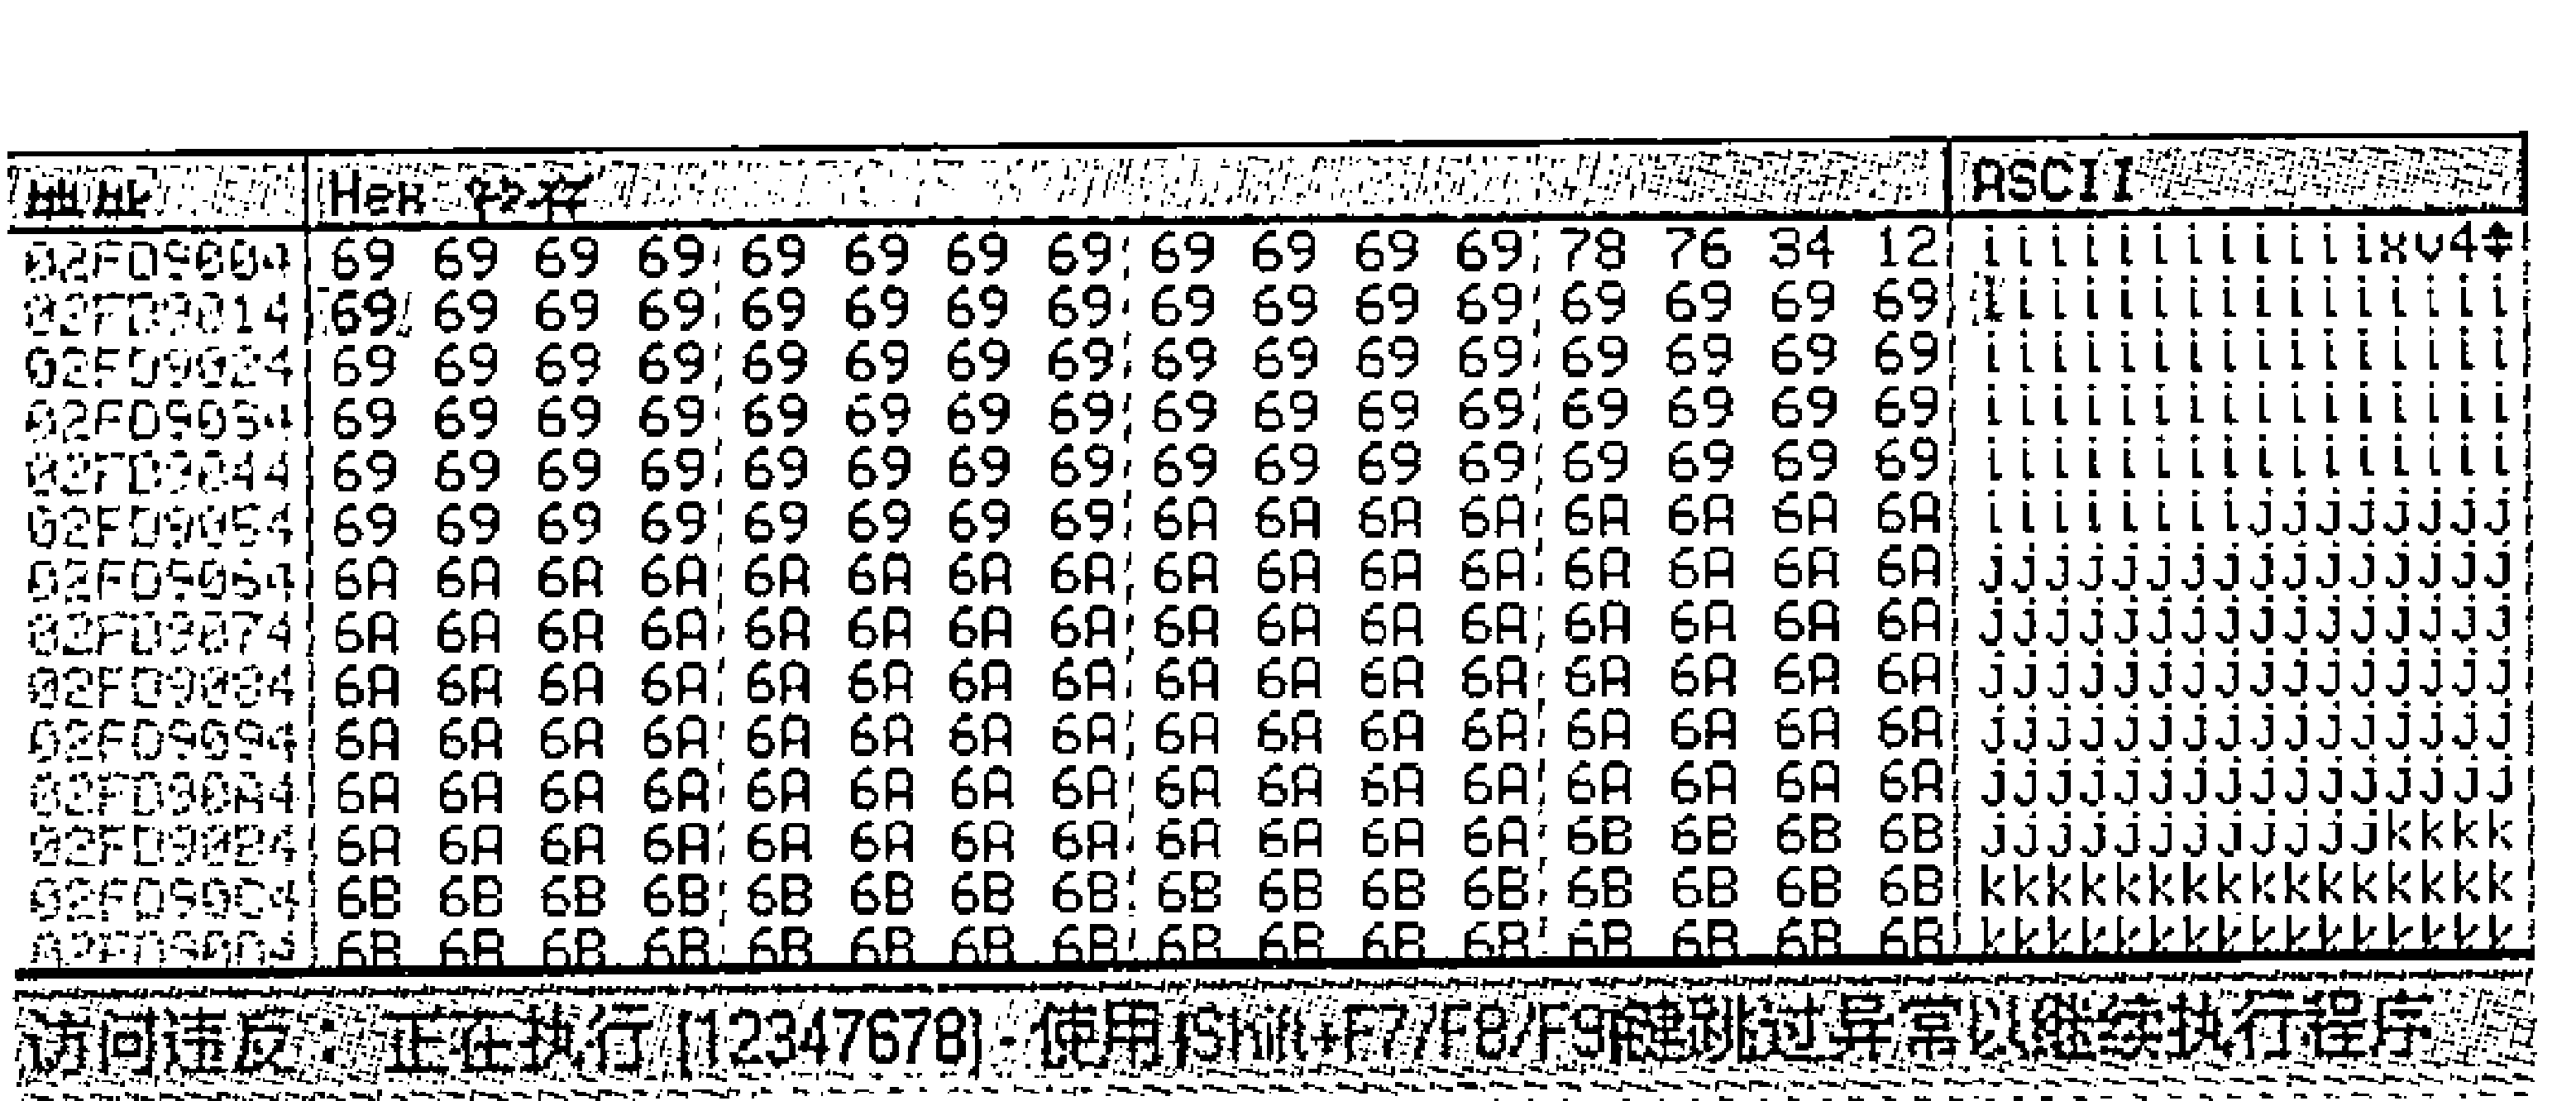 地址 Hex 数据 ASCII
02FD9004 69 69 69 69 69 69 69 69 69 69 69 69 78 76 34 12 iiiiiiiiiiiixv4↕
02FD9014 69 69 69 69 69 69 69 69 69 69 69 69 69 69 69 69 iiiiiiiiiiiiiiii
02FD9024 69 69 69 69 69 69 69 69 69 69 69 69 69 69 69 69 iiiiiiiiiiiiiiii
02FD9034 69 69 69 69 69 69 69 69 69 69 69 69 69 69 69 69 iiiiiiiiiiiiiiii
02FD9044 69 69 69 69 69 69 69 69 69 69 69 69 69 69 69 69 iiiiiiiiiiiiiiii
02FD9054 69 69 69 69 69 69 69 69 6A 6A 6A 6A 6A 6A 6A 6A iiiiiiiijjjjjjjj
02FD9064 6A 6A 6A 6A 6A 6A 6A 6A 6A 6A 6A 6A 6A 6A 6A 6A jjjjjjjjjjjjjjjj
02FD9074 6A 6A 6A 6A 6A 6A 6A 6A 6A 6A 6A 6A 6A 6A 6A 6A jjjjjjjjjjjjjjjj
02FD9084 6A 6A 6A 6A 6A 6A 6A 6A 6A 6A 6A 6A 6A 6A 6A 6A jjjjjjjjjjjjjjjj
02FD9094 6A 6A 6A 6A 6A 6A 6A 6A 6A 6A 6A 6A 6A 6A 6A 6A jjjjjjjjjjjjjjjj
02FD90A4 6A 6A 6A 6A 6A 6A 6A 6A 6A 6A 6A 6A 6A 6A 6A 6A jjjjjjjjjjjjjjjj
02FD90B4 6A 6A 6A 6A 6A 6A 6A 6A 6A 6A 6A 6A 6B 6B 6B 6B jjjjjjjjjjjjkkkk
02FD90C4 6B 6B 6B 6B 6B 6B 6B 6B 6B 6B 6B 6B 6B 6B 6B 6B kkkkkkkkkkkkkkkk
02FD90D4 6B 6B 6B 6B 6B 6B 6B 6B 6B 6B 6B 6B 6B 6B 6B 6B kkkkkkkkkkkkkkkk
访问违反: 正在执行 [12347678] - 使用 Shift+F7/F8/F9 键跳过异常以继续执行程序